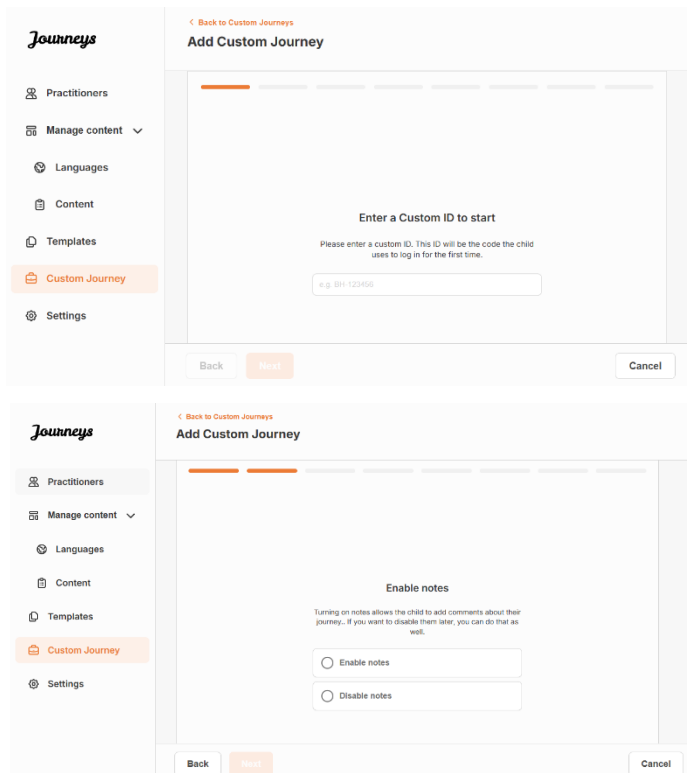 Journeys
< Back to Custom Journeys
Add Custom Journey
Practitioners
Manage content
Languages
Content
Templates
Custom Journey
Settings
Enter a Custom ID to start
Please enter a custom ID. This ID will be the code the child
uses to log in for the first time.
e.g. BH-123456
Back
Next
Cancel
Journeys
< Back to Custom Journeys
Add Custom Journey
Practitioners
Manage content
Languages
Content
Templates
Custom Journey
Settings
Enable notes
Turning on notes allows the child to add comments about their
journey.. If you want to disable them later, you can do that as
well.
Enable notes
Disable notes
Back
Next
Cancel